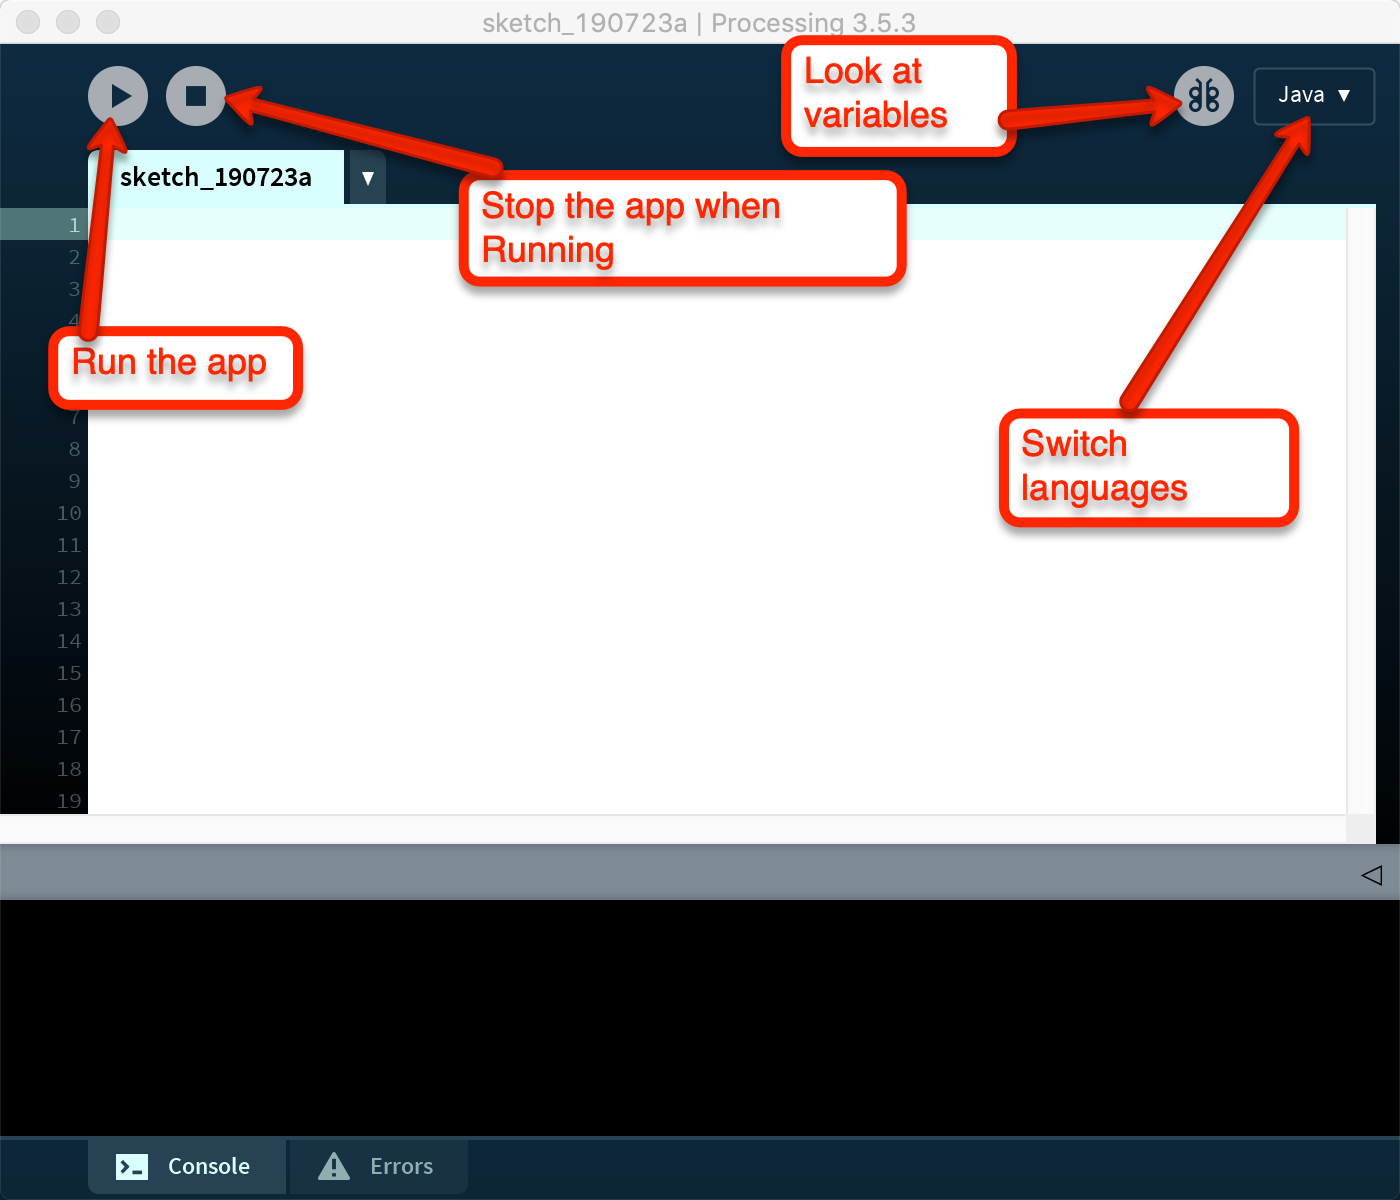 sketch_190723a | Processing 3.5.3
Look at
variables
Java ▼
sketch_190723a ▼
Stop the app when
Running
1
2
3
4
Run the app
7
8
Switch
languages
9
10
11
12
13
14
15
16
17
18
19
Console
Errors